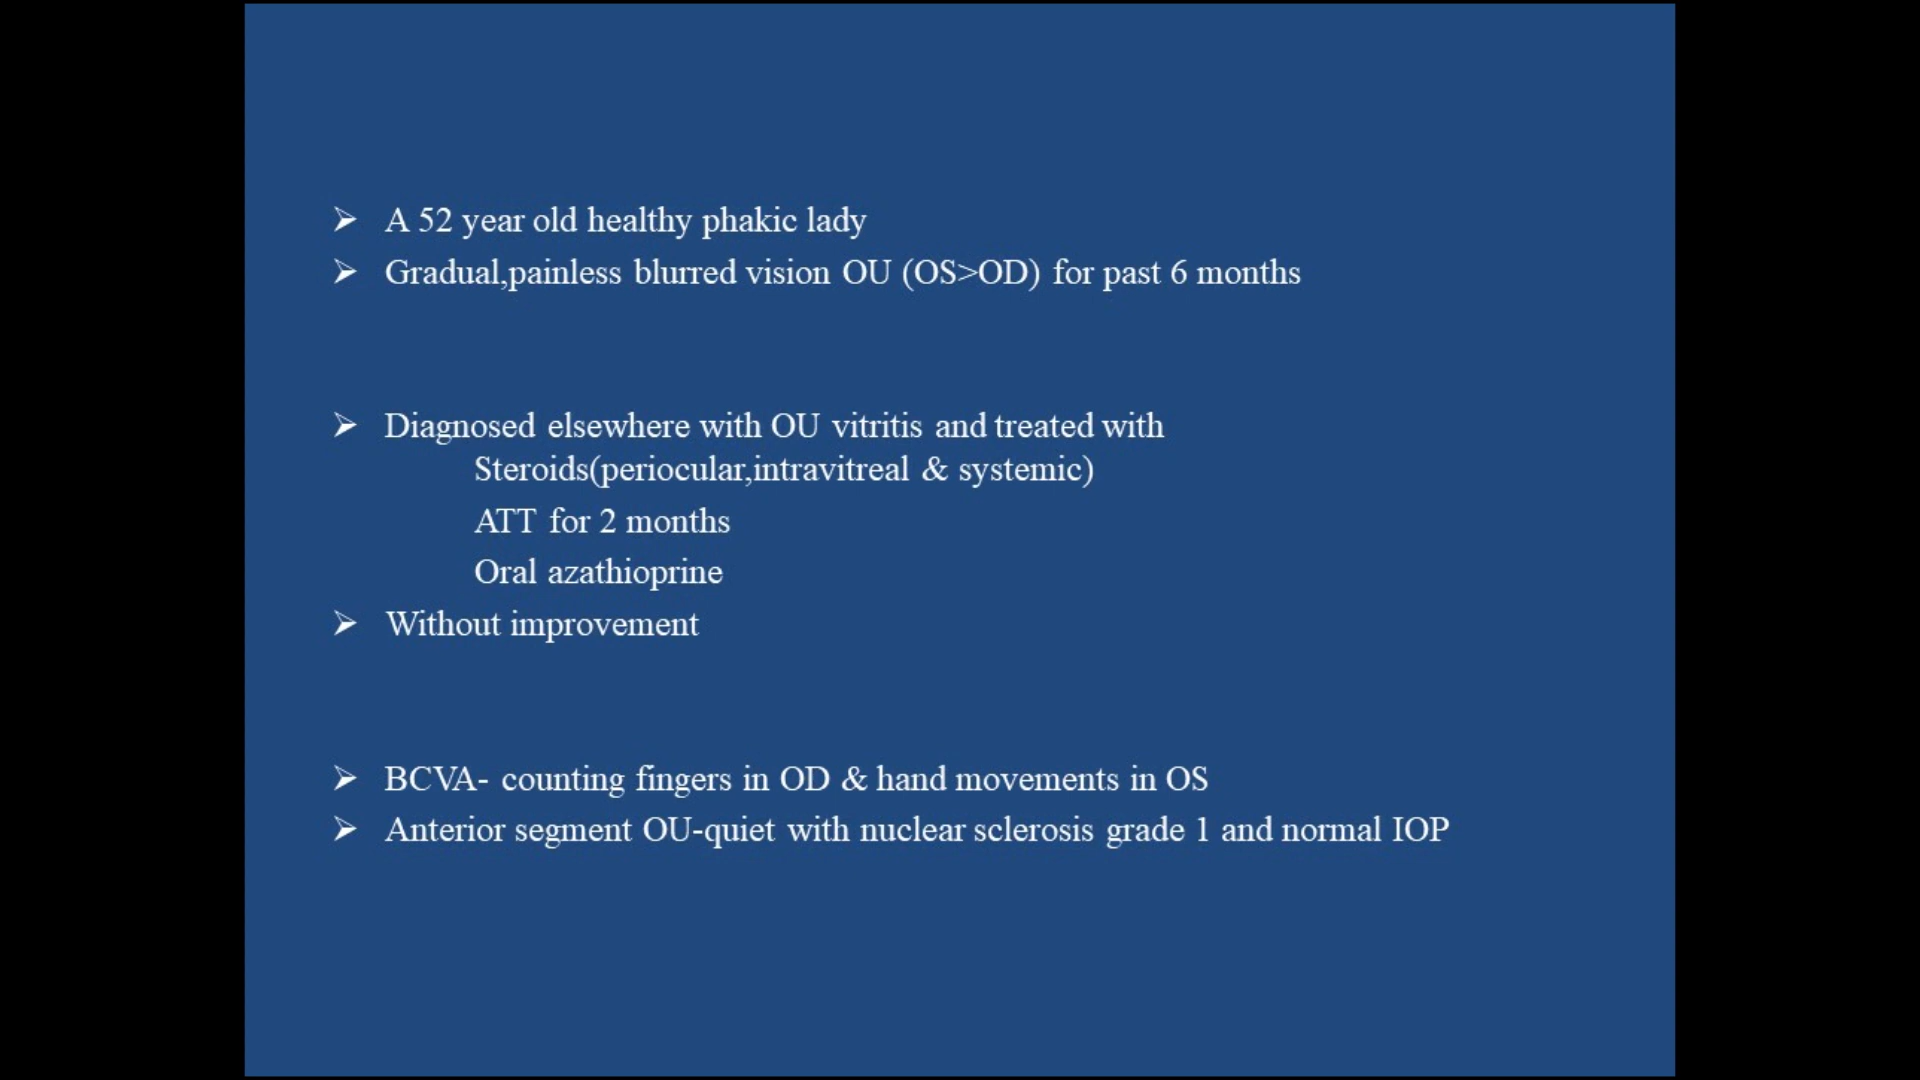 ➢ A 52 year old healthy phakic lady
➢ Gradual,painless blurred vision OU (OS>OD) for past 6 months
➢ Diagnosed elsewhere with OU vitritis and treated with
Steroids(periocular,intravitreal & systemic)
ATT for 2 months
Oral azathioprine
➢ Without improvement
➢ BCVA- counting fingers in OD & hand movements in OS
➢ Anterior segment OU-quiet with nuclear sclerosis grade 1 and normal IOP